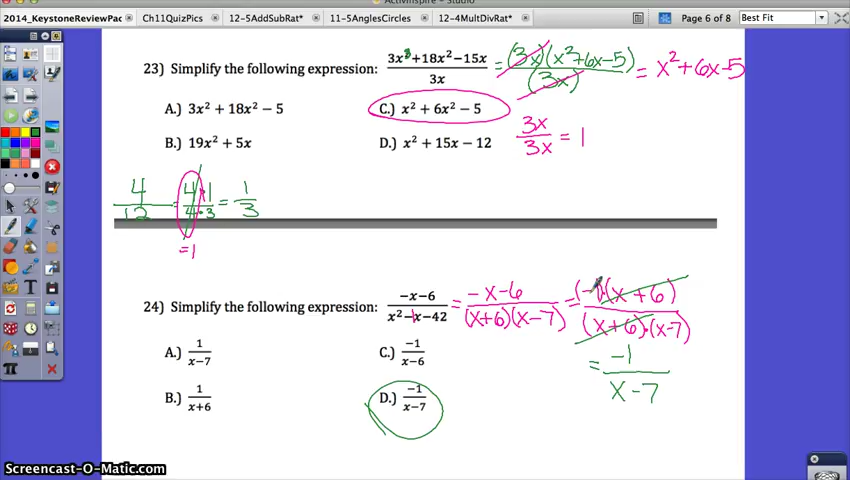 ActivInspire - Studio
2014_KeystoneReviewPac
Ch11QuizPics
12-5AddSubRat*
11-5AnglesCircles
12-4MultDivRat*
Page 6 of 8
Best Fit
23) Simplify the following expression: 3x³+18x²−15x / 3x = (3x)(x²+6x−5) / (3x) = x²+6x−5
A.) 3x² + 18x² − 5
C.) x² + 6x² − 5
B.) 19x² + 5x
D.) x² + 15x − 12
3x / 3x = 1
4 / 12 = 4·1 / 4·3 = 1 / 3
=1
24) Simplify the following expression: −x−6 / x²−x−42 = −x−6 / (x+6)(x−7) = (−1)·(x+6) / (x+6)·(x−7)
= −1 / x−7
A.) 1 / x−7
C.) −1 / x−6
B.) 1 / x+6
D.) −1 / x−7
Screencast-O-Matic.com